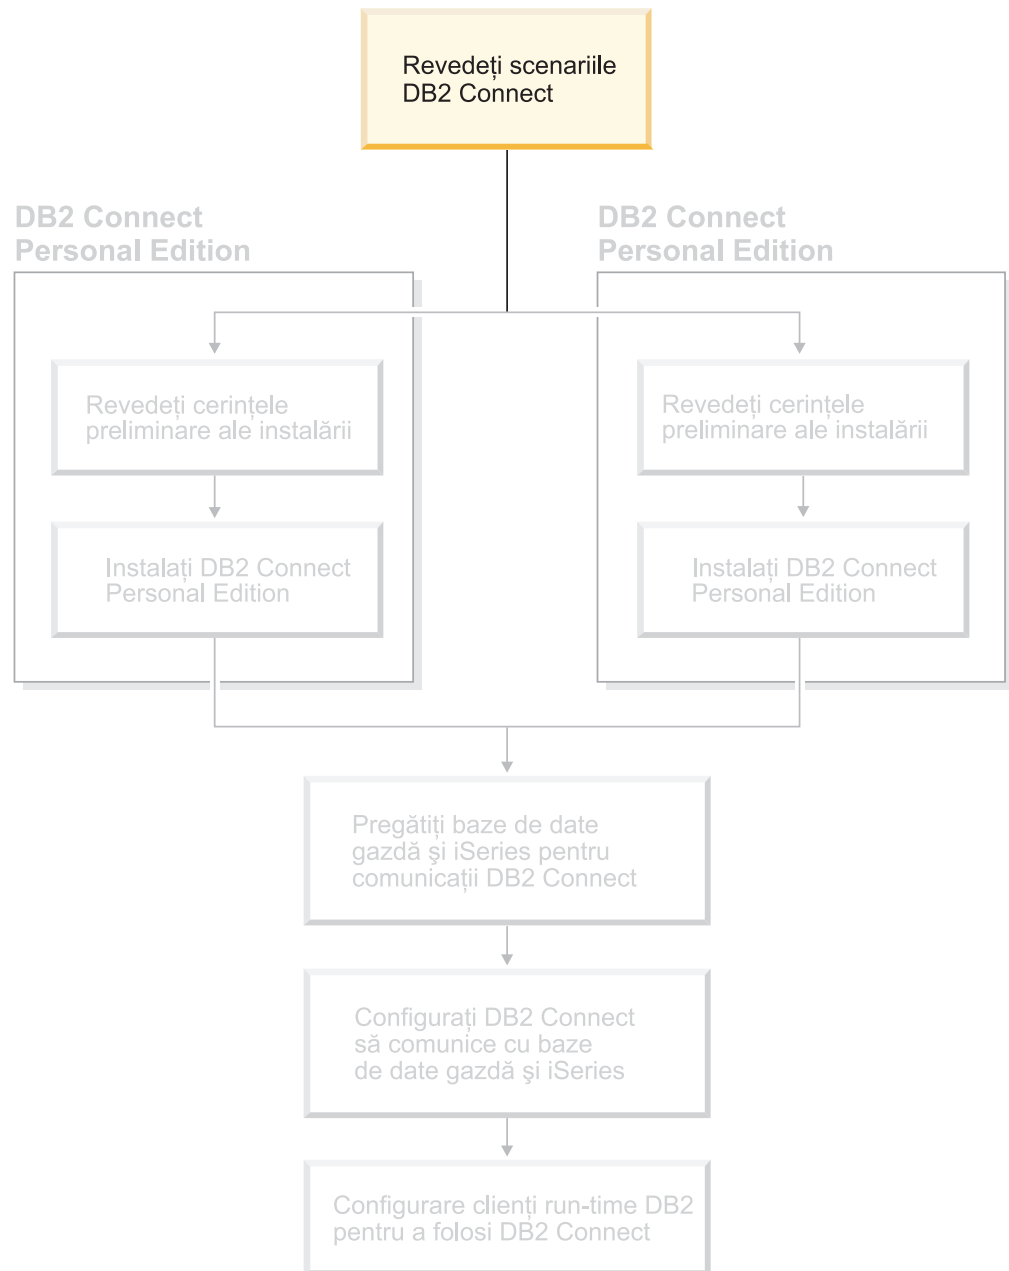 Revedeți scenariile
DB2 Connect
DB2 Connect
Personal Edition
DB2 Connect
Personal Edition
Revedeți cerințele
preliminare ale instalării
Revedeți cerințele
preliminare ale instalării
Instalați DB2 Connect
Personal Edition
Instalați DB2 Connect
Personal Edition
Pregătiți baze de date
gazdă şi iSeries pentru
comunicații DB2 Connect
Configurați DB2 Connect
să comunice cu baze
de date gazdă şi iSeries
Configurare clienți run-time DB2
pentru a folosi DB2 Connect